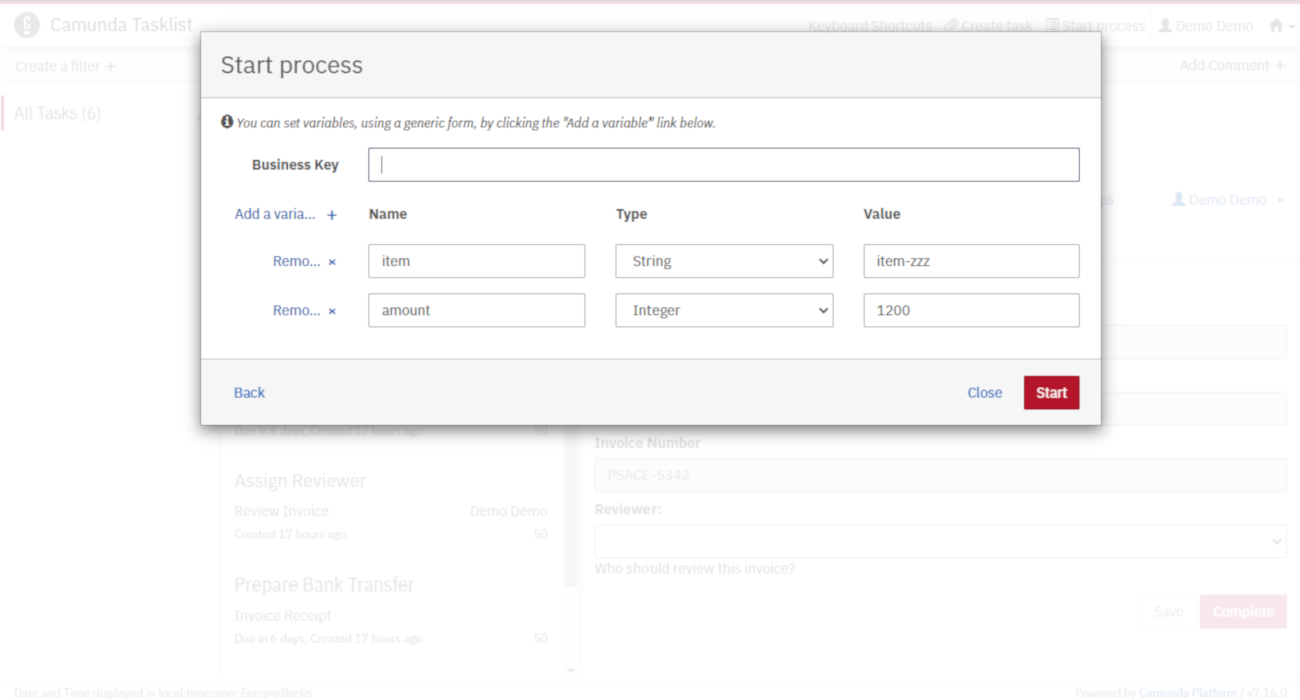 Camunda Tasklist
Keyboard Shortcuts Create task Start process Demo Demo
Create a filter +
Add Comment +
All Tasks (6)
Start process
You can set variables, using a generic form, by clicking the "Add a variable" link below.
Business Key
Add a varia... + Name Type Value
Remo... × item String item-zzz
Remo... × amount Integer 1200
Demo Demo ×
Back Close Start
Due in 6 days, Created 17 hours ago 50
Invoice Number
PSACE-5342
Assign Reviewer
Review Invoice Demo Demo
Created 17 hours ago 50
Reviewer:
Who should review this invoice?
Prepare Bank Transfer
Invoice Receipt
Due in 6 days, Created 17 hours ago 50
Save Complete
Date and Time displayed in local timezone: Europe/Berlin
Powered by Camunda Platform / v7.16.0